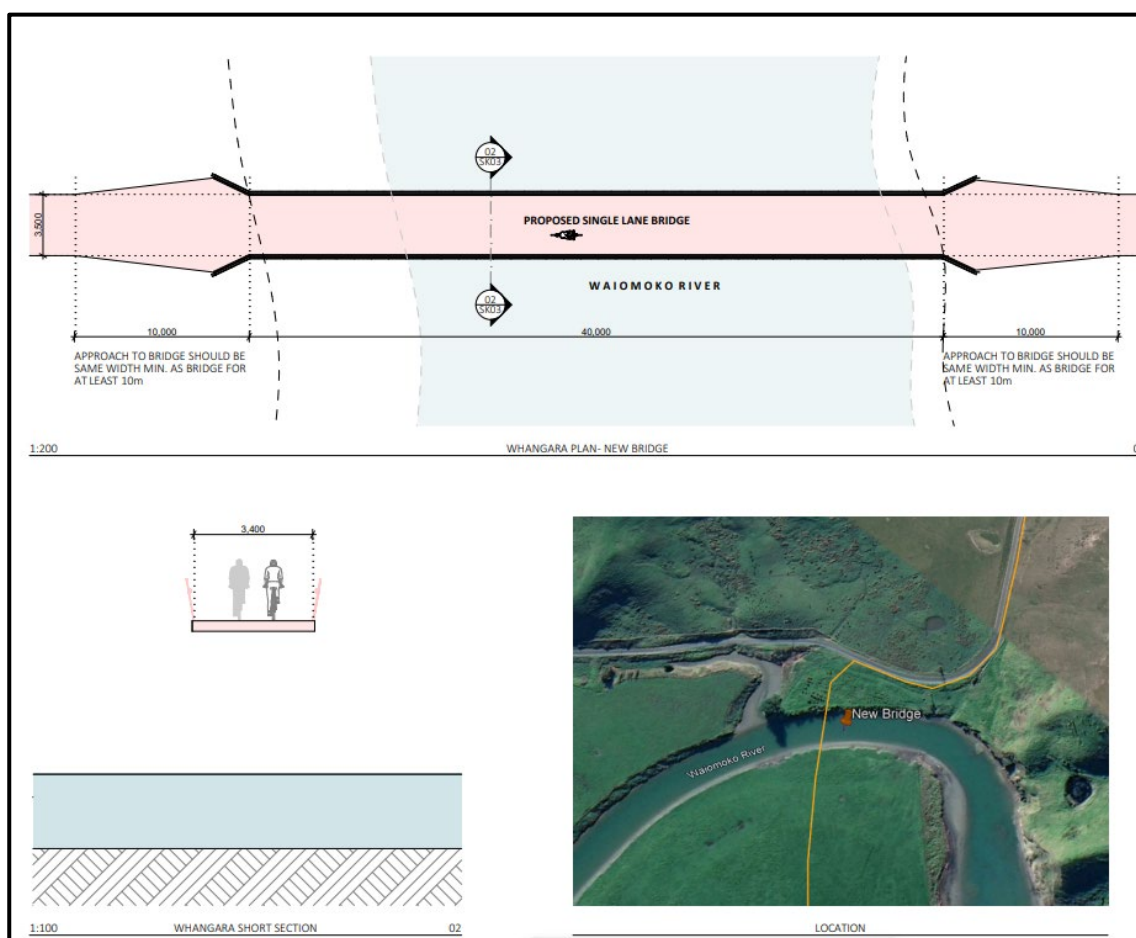 02
SK03
3,500
PROPOSED SINGLE LANE BRIDGE
WAIOMOKO RIVER
02
SK03
10,000
40,000
10,000
APPROACH TO BRIDGE SHOULD BE
SAME WIDTH MIN. AS BRIDGE FOR
AT LEAST 10m
APPROACH TO BRIDGE SHOULD BE
SAME WIDTH MIN. AS BRIDGE FOR
AT LEAST 10m
1:200
WHANGARA PLAN- NEW BRIDGE
3,400
New Bridge
Waiomoko River
1:100
WHANGARA SHORT SECTION
02
LOCATION